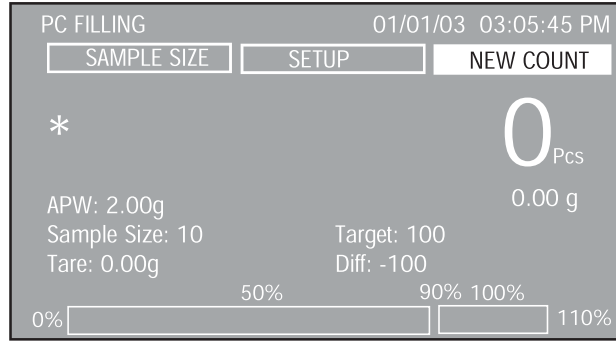 PC FILLING 01/01/03 03:05:45 PM
SAMPLE SIZE SETUP NEW COUNT
* 0 Pcs
0.00 g
APW: 2.00g
Sample Size: 10 Target: 100
Tare: 0.00g Diff: -100
50% 90% 100%
0% 110%